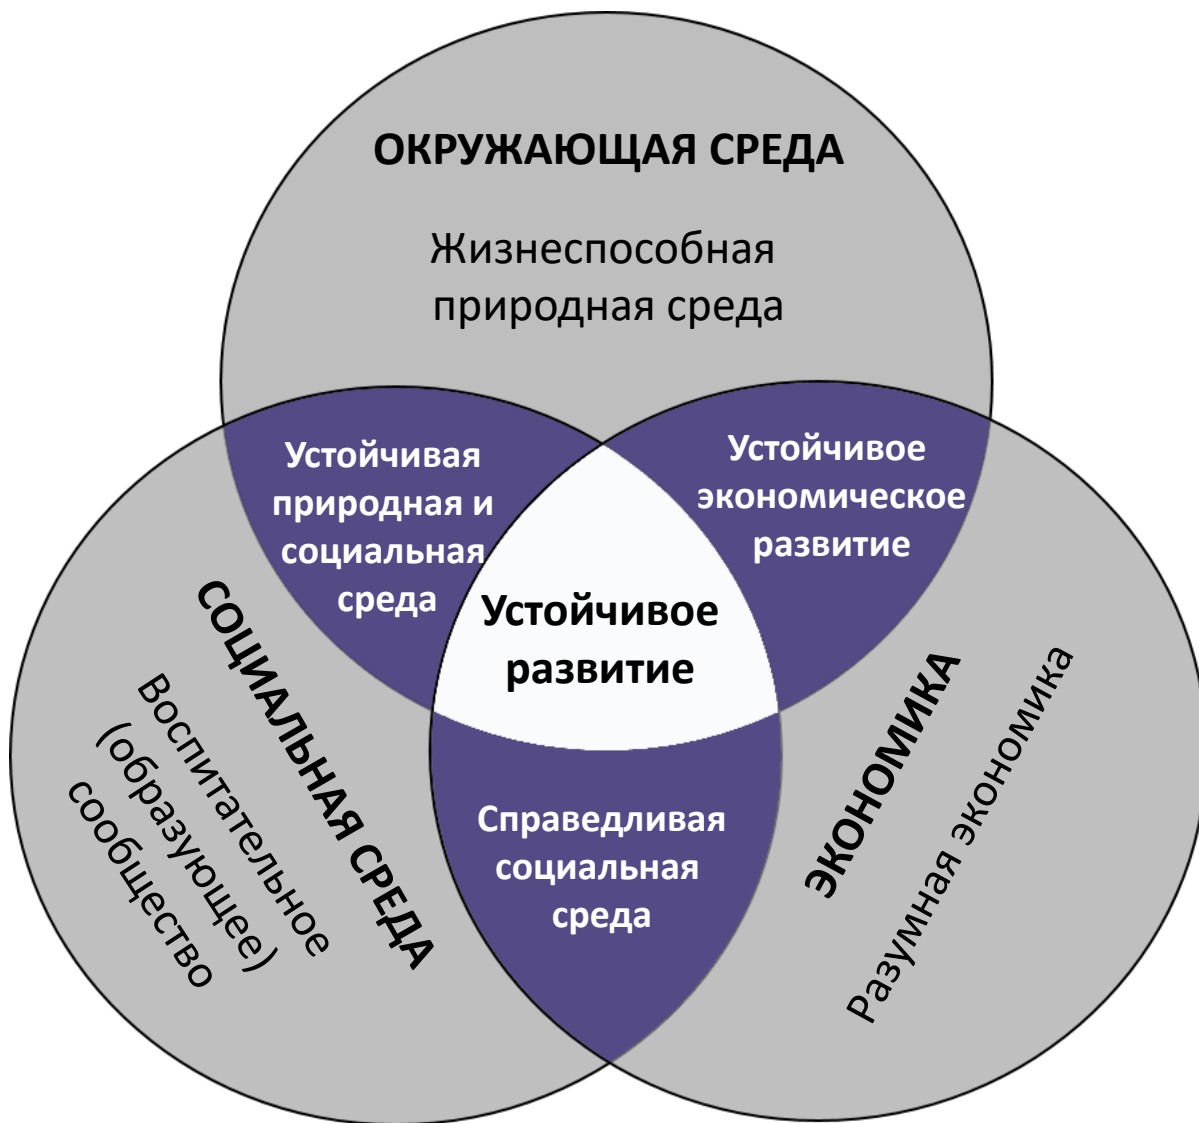 ОКРУЖАЮЩАЯ СРЕДА
Жизнеспособная
природная среда
Устойчивая
природная и
социальная
среда
Устойчивое
экономическое
развитие
Устойчивое
развитие
СОЦИАЛЬНАЯ СРЕДА
Воспитательное
(образующее)
сообщество
ЭКОНОМИКА
Разумная экономика
Справедливая
социальная
среда